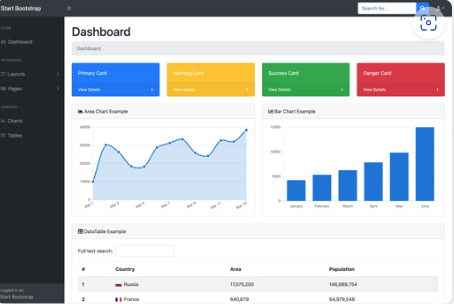 Start Bootstrap
Search for...
CORE
Dashboard
INTERFACE
Layouts
Pages
ADDONS
Charts
Tables
Logged in as:
Start Bootstrap
Dashboard
Dashboard
Primary Card
View Details
Warning Card
View Details
Success Card
View Details
Danger Card
View Details
Area Chart Example
40000
30000
20000
10000
0
Mar 1
Mar 3
Mar 5
Mar 7
Mar 9
Mar 11
Mar 13
Bar Chart Example
15000
10000
5000
0
January
February
March
April
May
June
DataTable Example
Full text search:
# Country Area Population
1 Russia 17,075,200 146,989,754
2 France 640,679 64,979,548